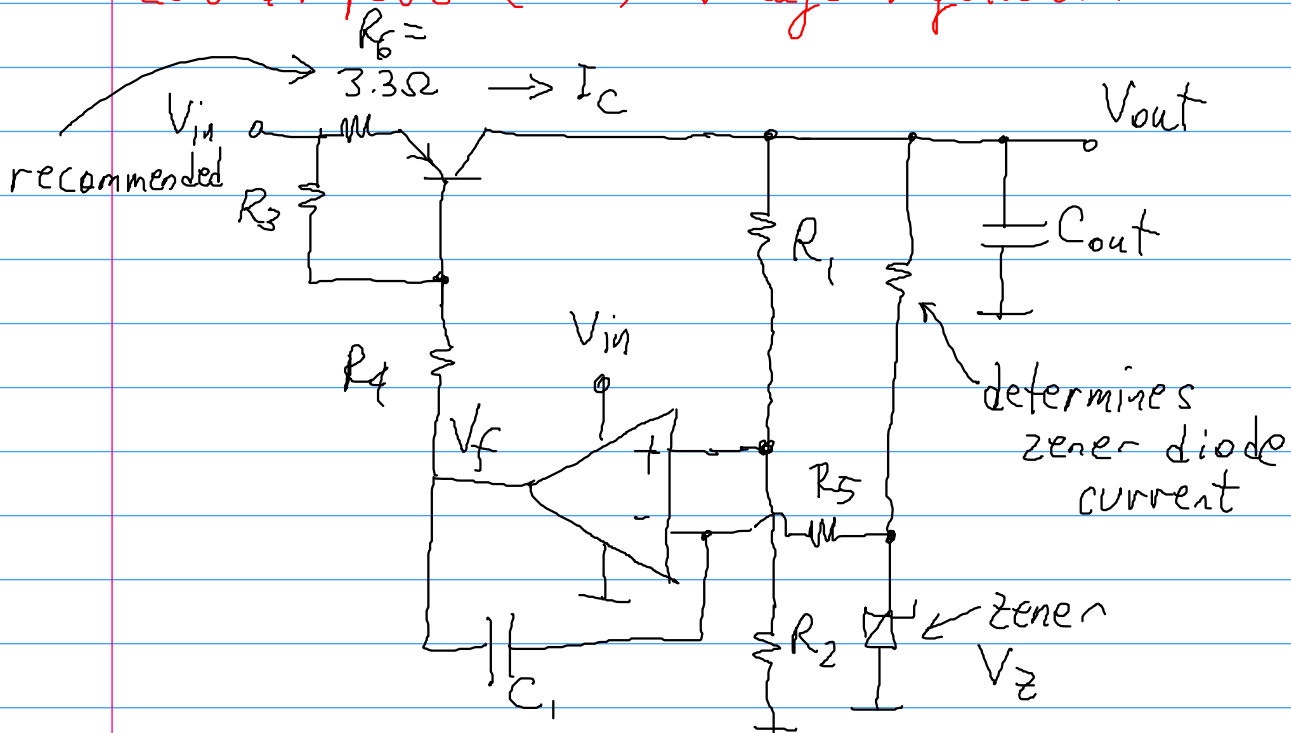 R6 =
3.3Ω
→ IC
Vin
Vout
recommended
R3
R1
Cout
Vin
R4
determines
zener diode
current
Vf
+
R5
-
zener
VZ
R2
C1